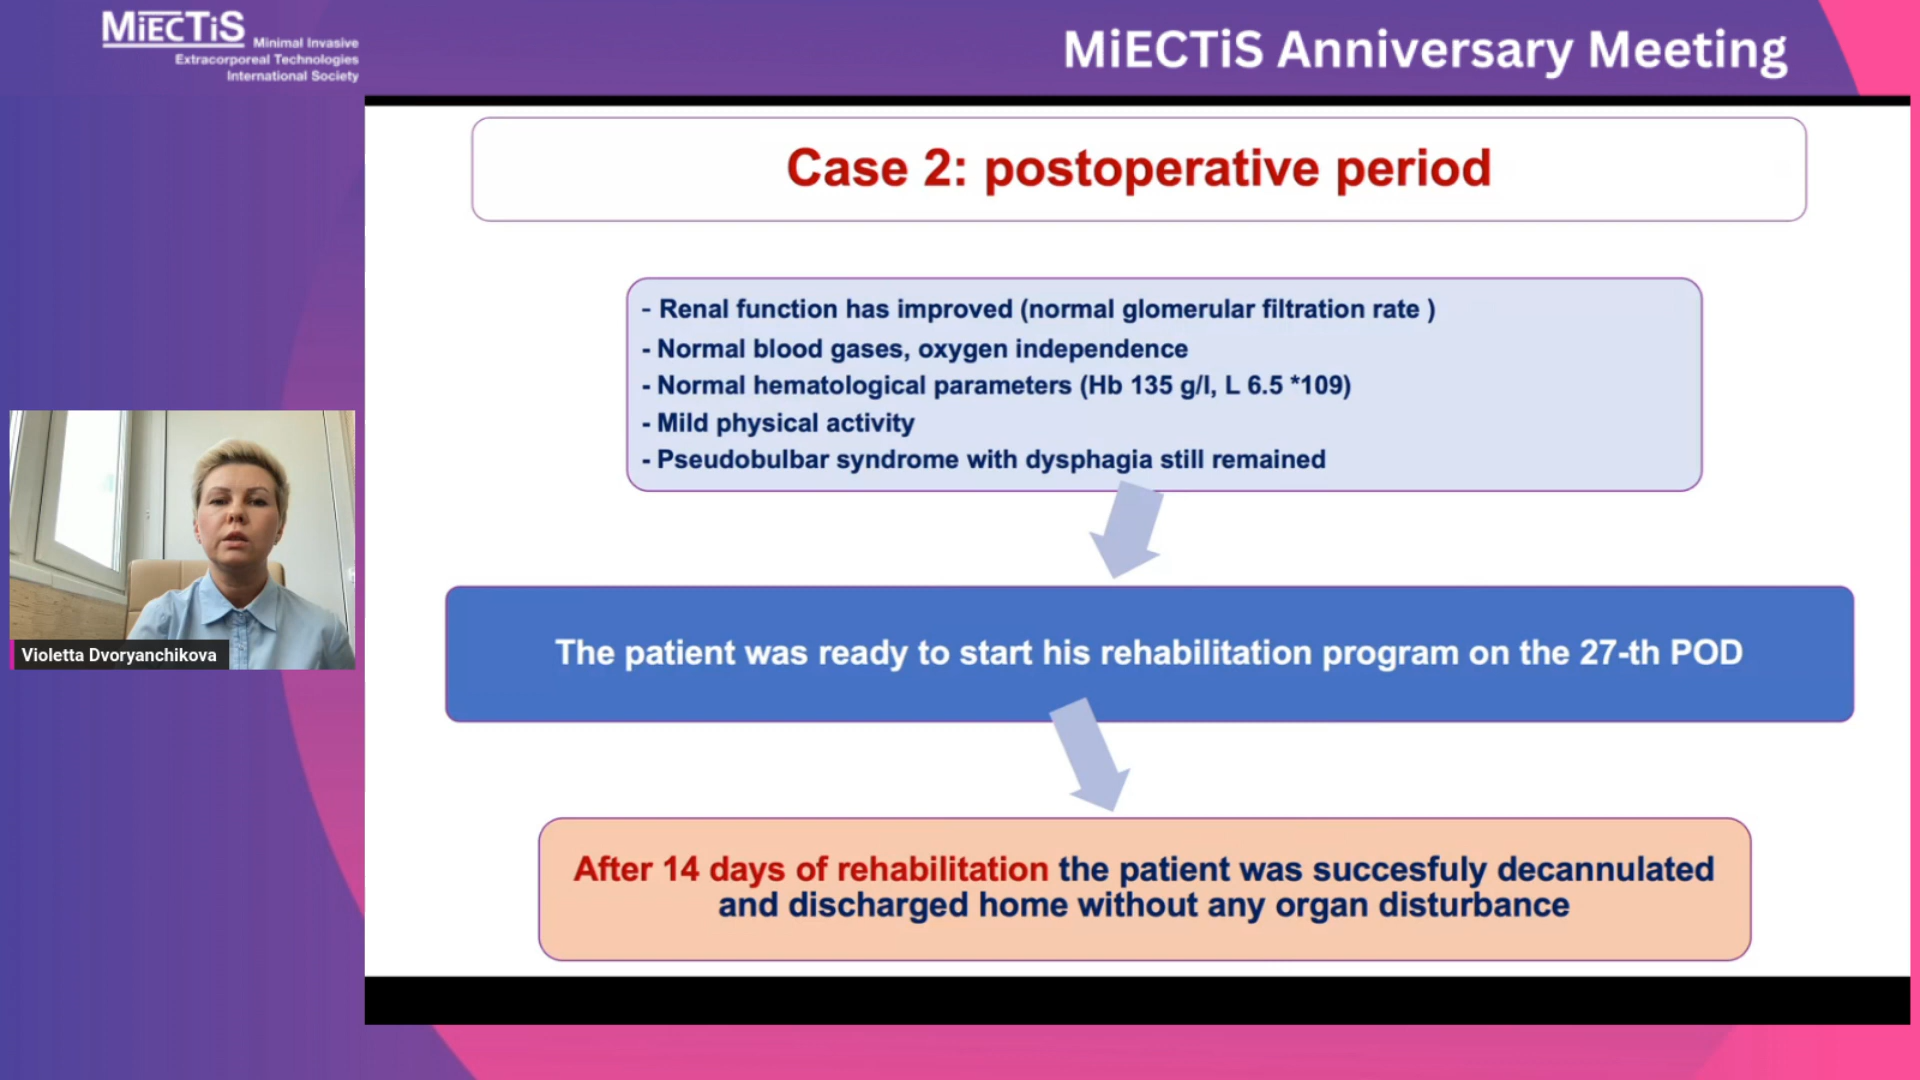 MiECTiS
Minimal Invasive
Extracorporeal Technologies
International Society
MiECTiS Anniversary Meeting
Case 2: postoperative period
- Renal function has improved (normal glomerular filtration rate )
- Normal blood gases, oxygen independence
- Normal hematological parameters (Hb 135 g/l, L 6.5 *109)
- Mild physical activity
- Pseudobulbar syndrome with dysphagia still remained
The patient was ready to start his rehabilitation program on the 27-th POD
After 14 days of rehabilitation the patient was succesfuly decannulated
and discharged home without any organ disturbance
Violetta Dvoryanchikova